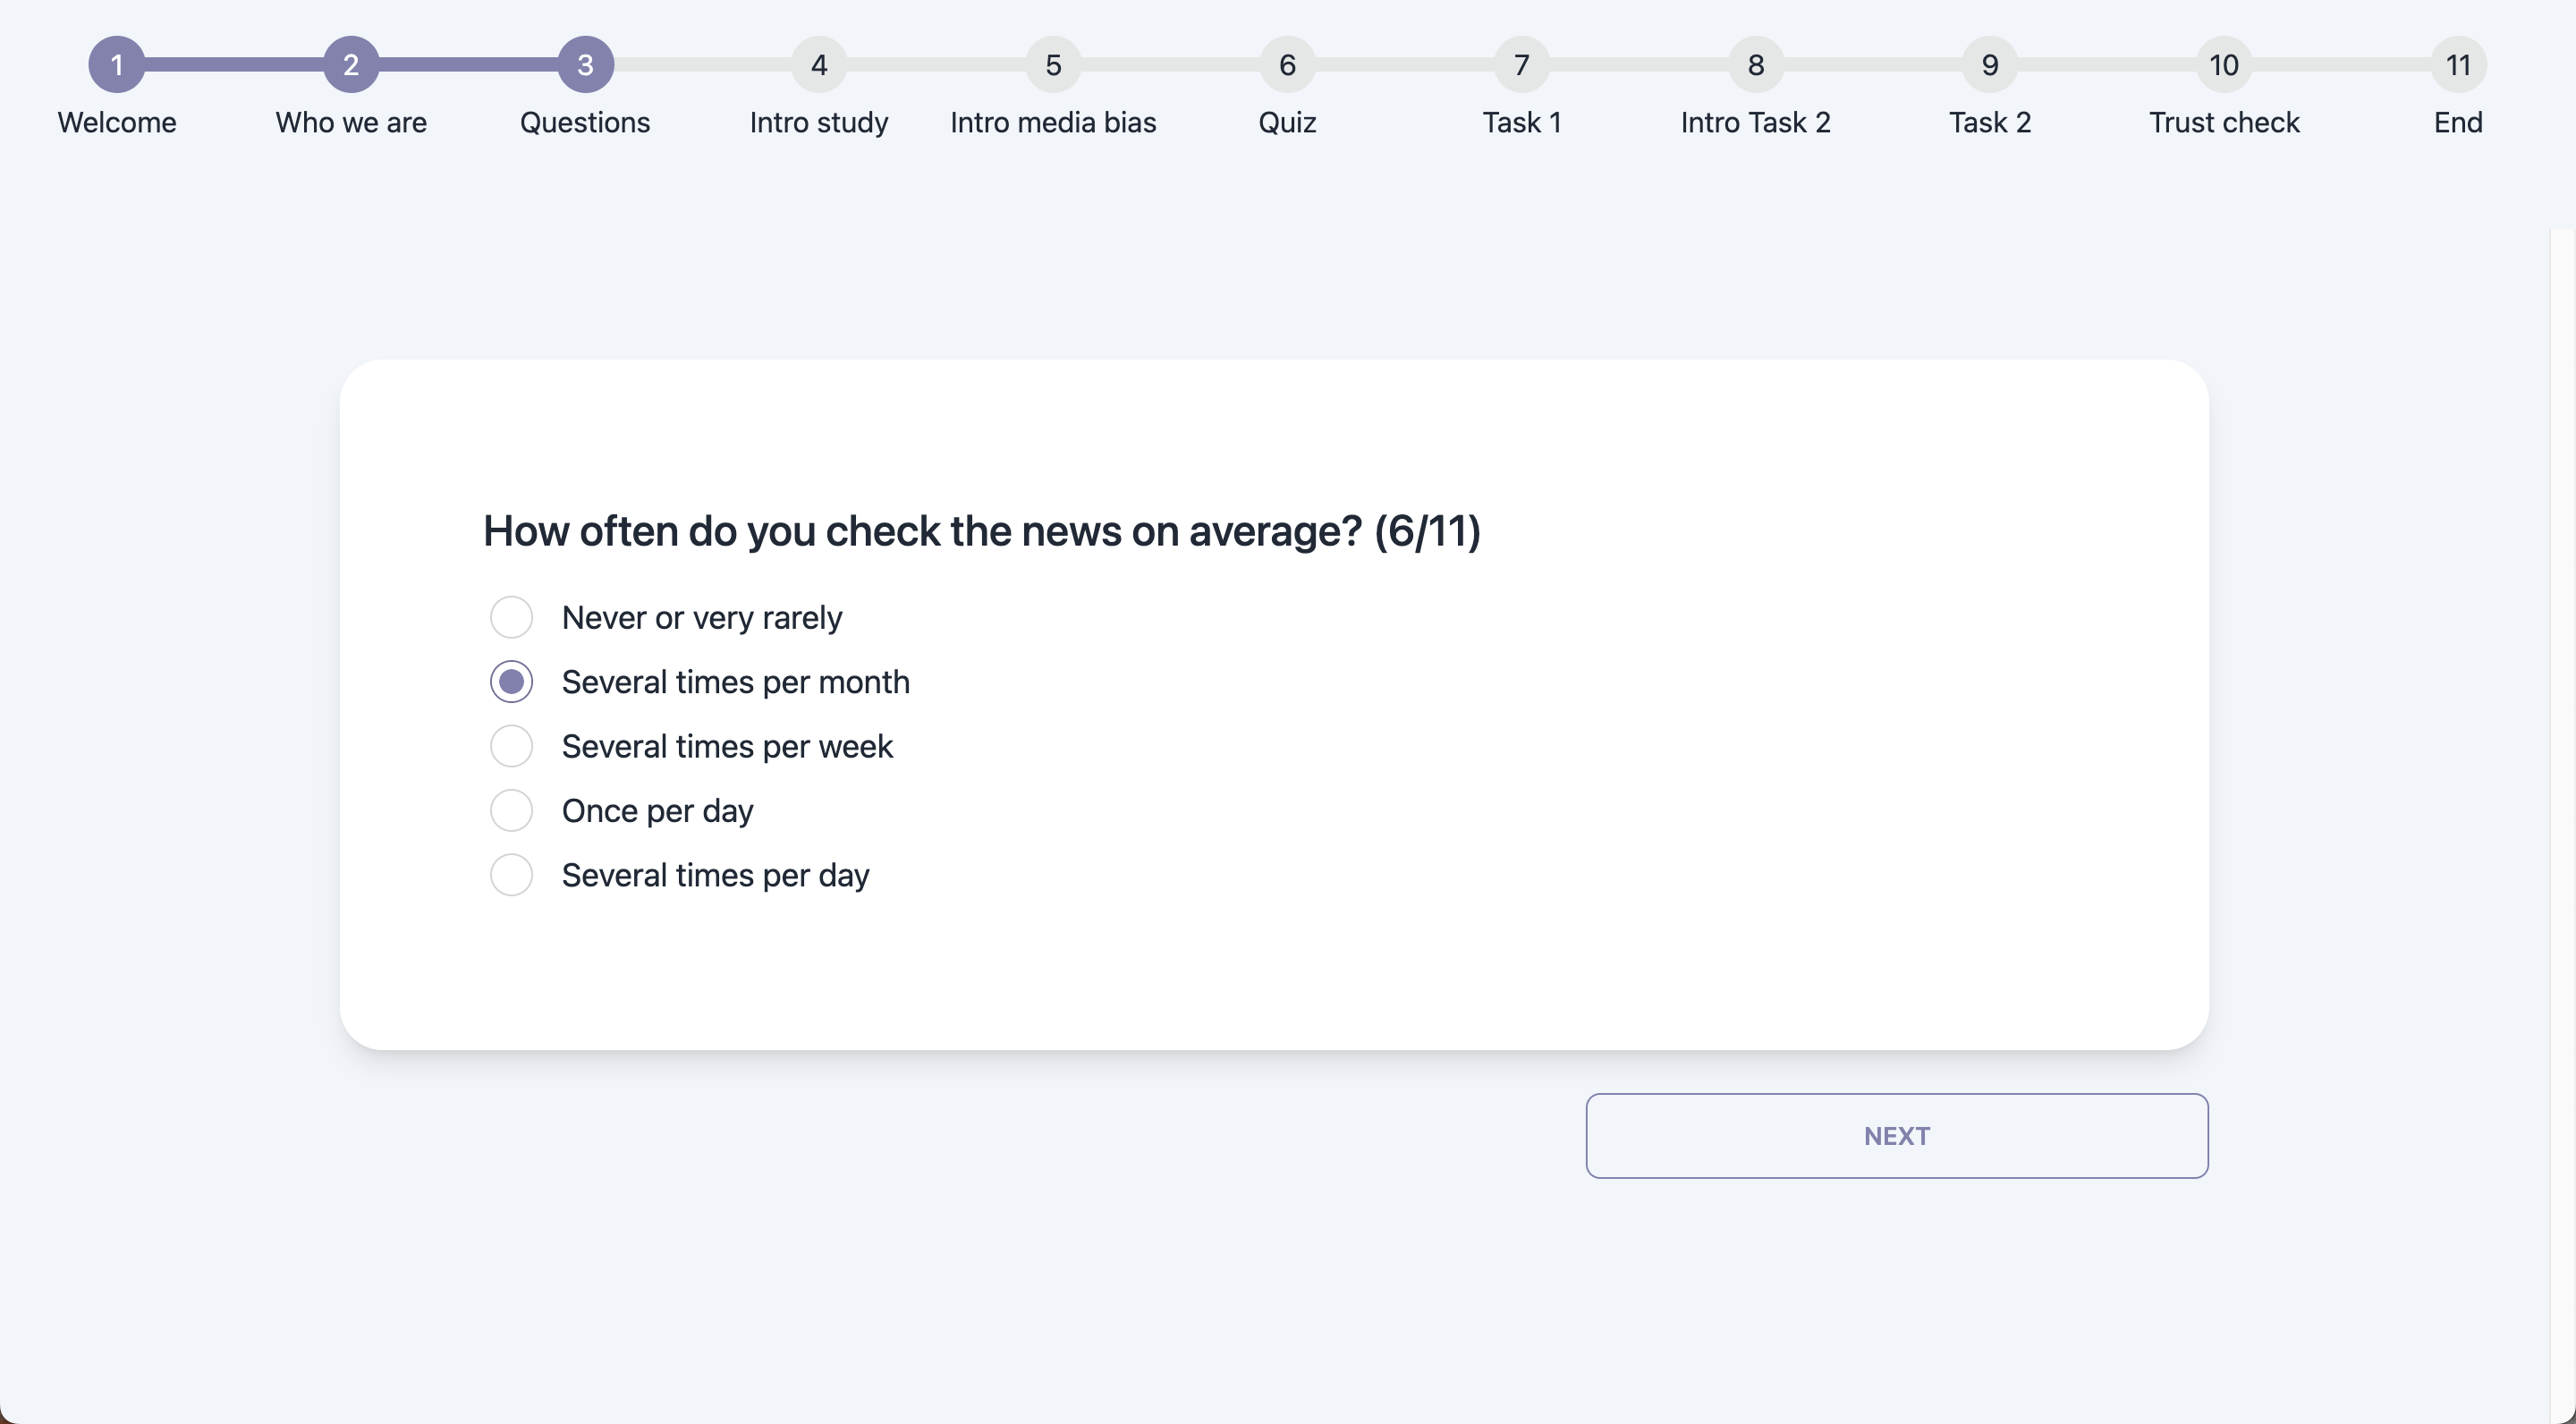 1 2 3 4 5 6 7 8 9 10 11
Welcome Who we are Questions Intro study Intro media bias Quiz Task 1 Intro Task 2 Task 2 Trust check End
How often do you check the news on average? (6/11)
Never or very rarely
Several times per month
Several times per week
Once per day
Several times per day
NEXT